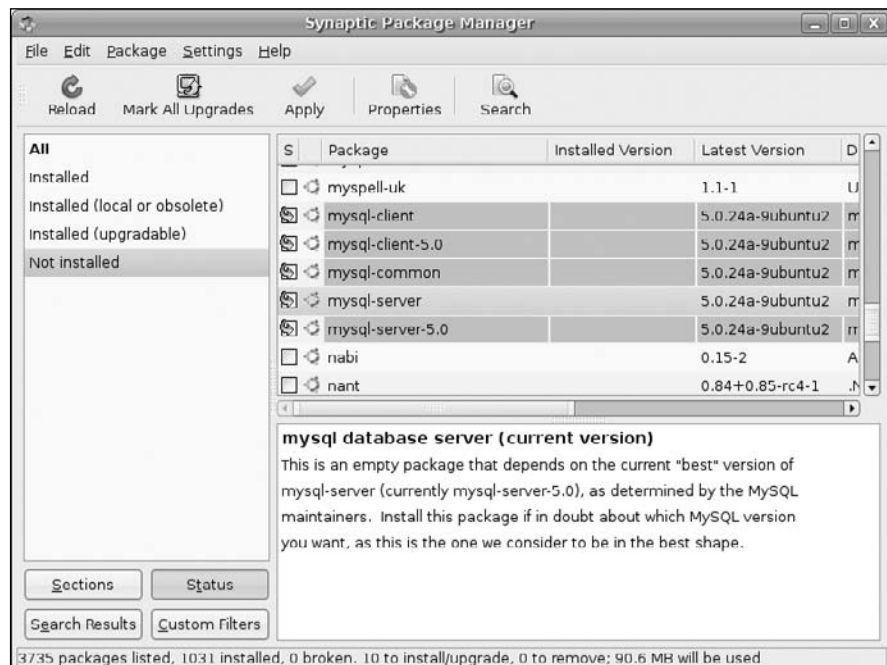 Synaptic Package Manager
File Edit Package Settings Help
Reload Mark All Upgrades Apply Properties Search
All
Installed
Installed (local or obsolete)
Installed (upgradable)
Not installed
S Package Installed Version Latest Version D
myspell-uk 1.1-1 U
mysql-client 5.0.24a-9ubuntu2 m
mysql-client-5.0 5.0.24a-9ubuntu2 m
mysql-common 5.0.24a-9ubuntu2 m
mysql-server 5.0.24a-9ubuntu2 m
mysql-server-5.0 5.0.24a-9ubuntu2 m
nabi 0.15-2 A
nant 0.84+0.85-rc4-1 .N
mysql database server (current version)
This is an empty package that depends on the current "best" version of
mysql-server (currently mysql-server-5.0), as determined by the MySQL
maintainers. Install this package if in doubt about which MySQL version
you want, as this is the one we consider to be in the best shape.
Sections Status
Search Results Custom Filters
3735 packages listed, 1031 installed, 0 broken. 10 to install/upgrade, 0 to remove; 90.6 MB will be used